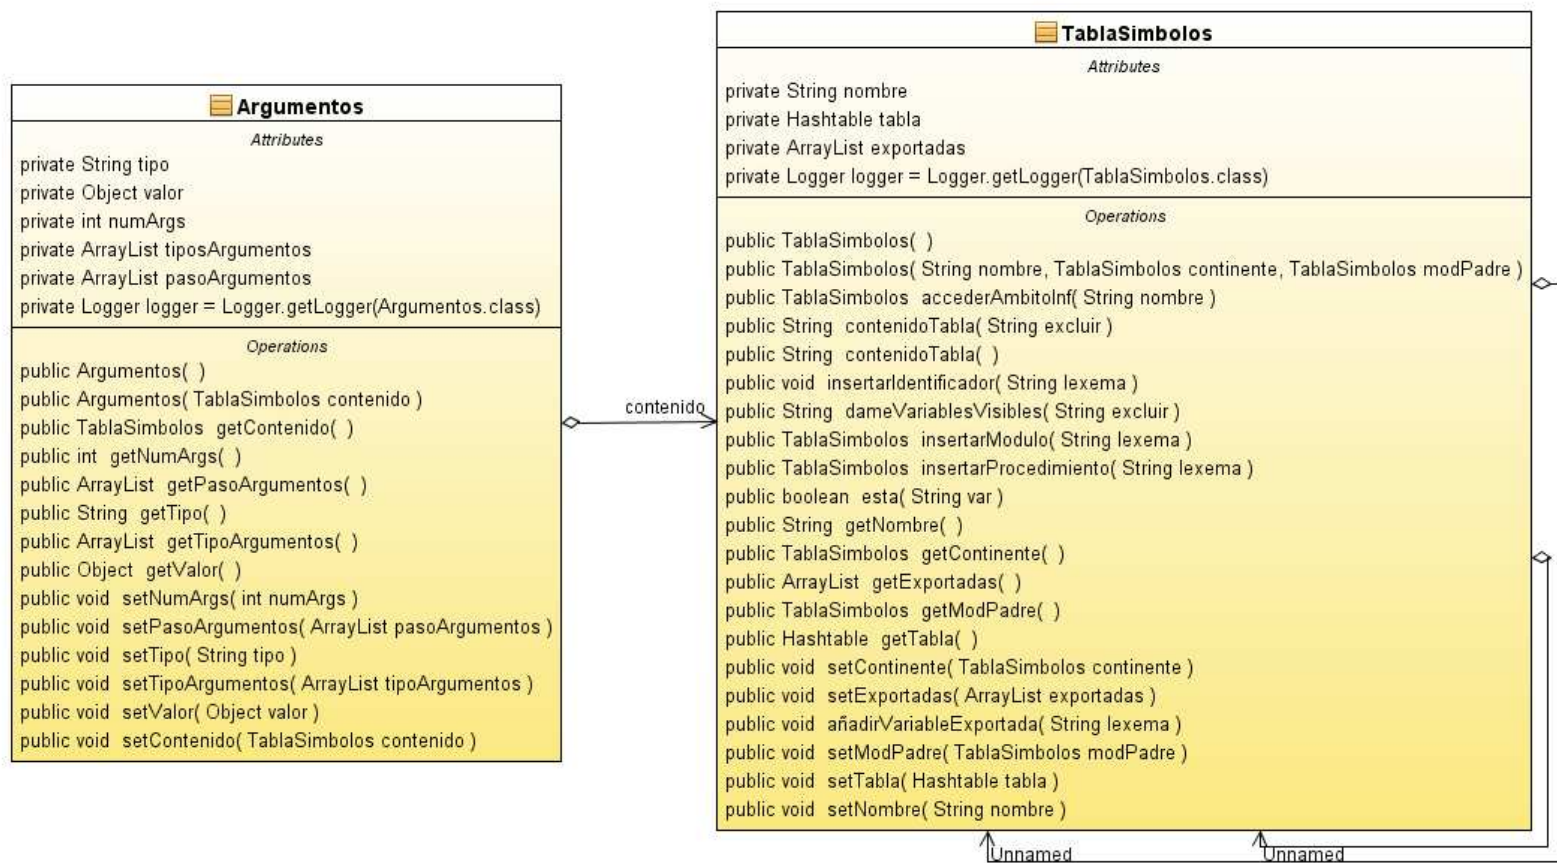 Argumentos
Attributes
private String tipo
private Object valor
private int numArgs
private ArrayList tiposArgumentos
private ArrayList pasoArgumentos
private Logger logger = Logger.getLogger(Argumentos.class)
Operations
public Argumentos( )
public Argumentos( TablaSimbolos contenido )
public TablaSimbolos getContenido( )
public int getNumArgs( )
public ArrayList getPasoArgumentos( )
public String getTipo( )
public ArrayList getTipoArgumentos( )
public Object getValor( )
public void setNumArgs( int numArgs )
public void setPasoArgumentos( ArrayList pasoArgumentos )
public void setTipo( String tipo )
public void setTipoArgumentos( ArrayList tipoArgumentos )
public void setValor( Object valor )
public void setContenido( TablaSimbolos contenido )
contenido
TablaSimbolos
Attributes
private String nombre
private Hashtable tabla
private ArrayList exportadas
private Logger logger = Logger.getLogger(TablaSimbolos.class)
Operations
public TablaSimbolos( )
public TablaSimbolos( String nombre, TablaSimbolos continente, TablaSimbolos modPadre )
public TablaSimbolos accederAmbitoInf( String nombre )
public String contenidoTabla( String excluir )
public String contenidoTabla( )
public void insertarIdentificador( String lexema )
public String dameVariablesVisibles( String excluir )
public TablaSimbolos insertarModulo( String lexema )
public TablaSimbolos insertarProcedimiento( String lexema )
public boolean esta( String var )
public String getNombre( )
public TablaSimbolos getContinente( )
public ArrayList getExportadas( )
public TablaSimbolos getModPadre( )
public Hashtable getTabla( )
public void setContinente( TablaSimbolos continente )
public void setExportadas( ArrayList exportadas )
public void añadirVariableExportada( String lexema )
public void setModPadre( TablaSimbolos modPadre )
public void setTabla( Hashtable tabla )
public void setNombre( String nombre )
Unnamed
Unnamed